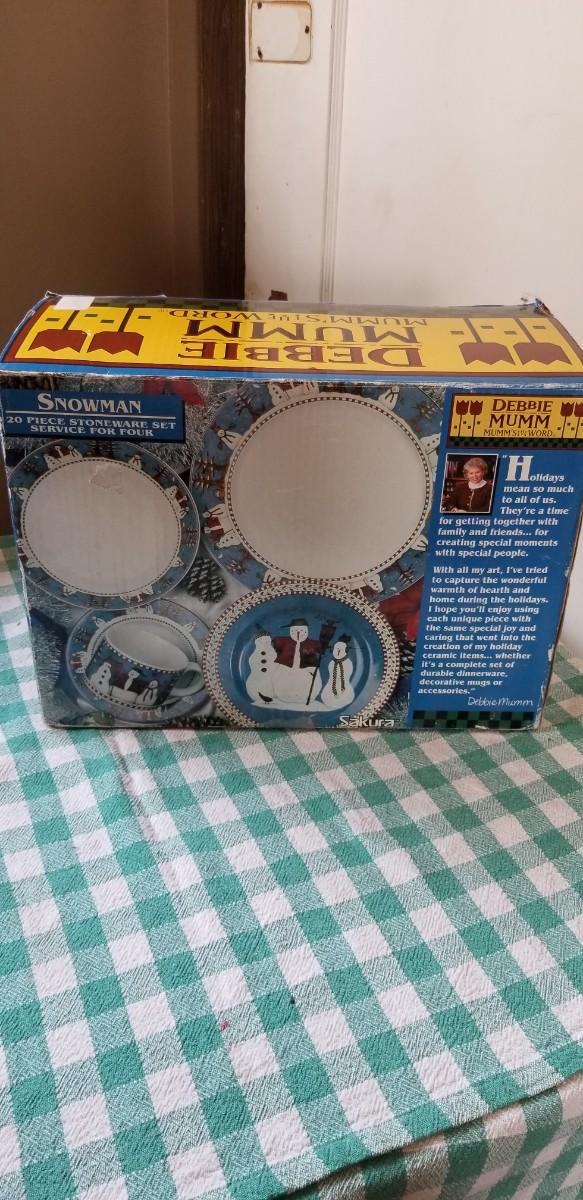 DEBBIE
MUMM
MUMM'S the WORD
SNOWMAN
20 PIECE STONEWARE SET
SERVICE FOR FOUR
DEBBIE
MUMM
MUMM'S the WORD®
"Holidays
mean so much
to all of us.
They're a time
for getting together with
family and friends... for
creating special moments
with special people.
With all my art, I've tried
to capture the wonderful
warmth of hearth and
home during the holidays.
I hope you'll enjoy using
each unique piece with
the same special joy and
caring that went into the
creation of my holiday
ceramic items... whether
it's a complete set of
durable dinnerware,
decorative mugs or
accessories."
Debbie Mumm
Sakura